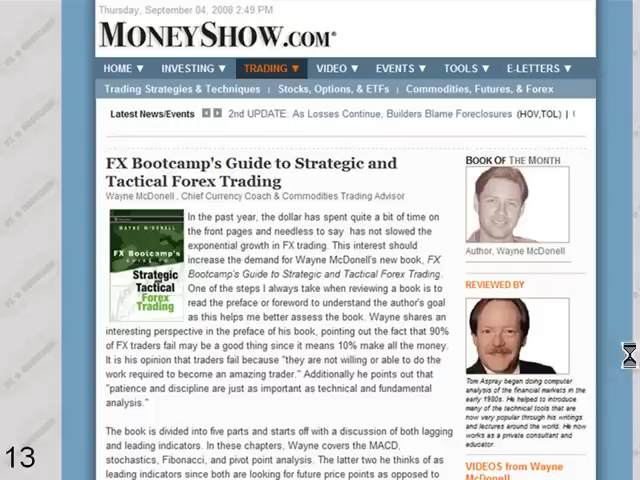 Thursday, September 04, 2008 2:49 PM
MONEYSHOW.COM®
HOME ▼ INVESTING ▼ TRADING ▼ VIDEO ▼ EVENTS ▼ TOOLS ▼ E-LETTERS ▼
Trading Strategies & Techniques | Stocks, Options, & ETFs | Commodities, Futures, & Forex
Latest News/Events 2nd UPDATE: As Losses Continue, Builders Blame Foreclosures (HOV,TOL) |
FX Bootcamp's Guide to Strategic and
Tactical Forex Trading
Wayne McDonell , Chief Currency Coach & Commodities Trading Advisor
WAYNE McDONELL
FX Bootcamp's
GUIDE TO
Strategic
and
Tactical
Forex
Trading
In the past year, the dollar has spent quite a bit of time on
the front pages and needless to say has not slowed the
exponential growth in FX trading. This interest should
increase the demand for Wayne McDonell's new book, FX
Bootcamp's Guide to Strategic and Tactical Forex Trading.
One of the steps I always take when reviewing a book is to
read the preface or foreword to understand the author's goal
as this helps me better assess the book. Wayne shares an
interesting perspective in the preface of his book, pointing out the fact that 90%
of FX traders fail may be a good thing since it means 10% make all the money.
It is his opinion that traders fail because "they are not willing or able to do the
work required to become an amazing trader." Additionally he points out that
"patience and discipline are just as important as technical and fundamental
analysis."
The book is divided into five parts and starts off with a discussion of both lagging
and leading indicators. In these chapters, Wayne covers the MACD,
stochastics, Fibonacci, and pivot point analysis. The latter two he thinks of as
leading indicators since both are looking for future price points as opposed to
BOOK OF THE MONTH
Author, Wayne McDonell
REVIEWED BY
Tom Aspray began doing computer
analysis of the financial markets in the
early 1980s. He helped to introduce
many of the technical tools that are
now very popular through his writings
and lectures around the world. He now
works as a private consultant and
educator.
VIDEOS from Wayne
McDonell
13